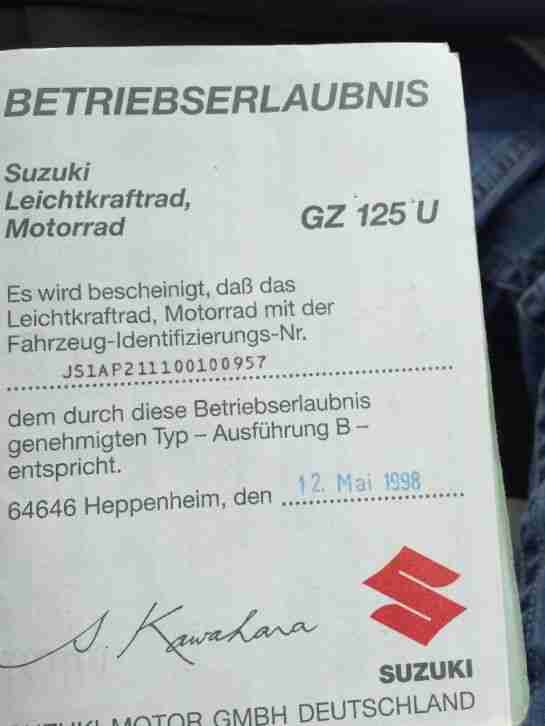 BETRIEBSERLAUBNIS
Suzuki
Leichtkraftrad,
Motorrad
GZ 125 U
Es wird bescheinigt, daß das
Leichtkraftrad, Motorrad mit der
Fahrzeug-Identifizierungs-Nr.
JS1AP211100100957
dem durch diese Betriebserlaubnis
genehmigten Typ – Ausführung B –
entspricht.
64646 Heppenheim, den 12. Mai 1998
S. Kawahara
SUZUKI
SUZUKI MOTOR GMBH DEUTSCHLAND